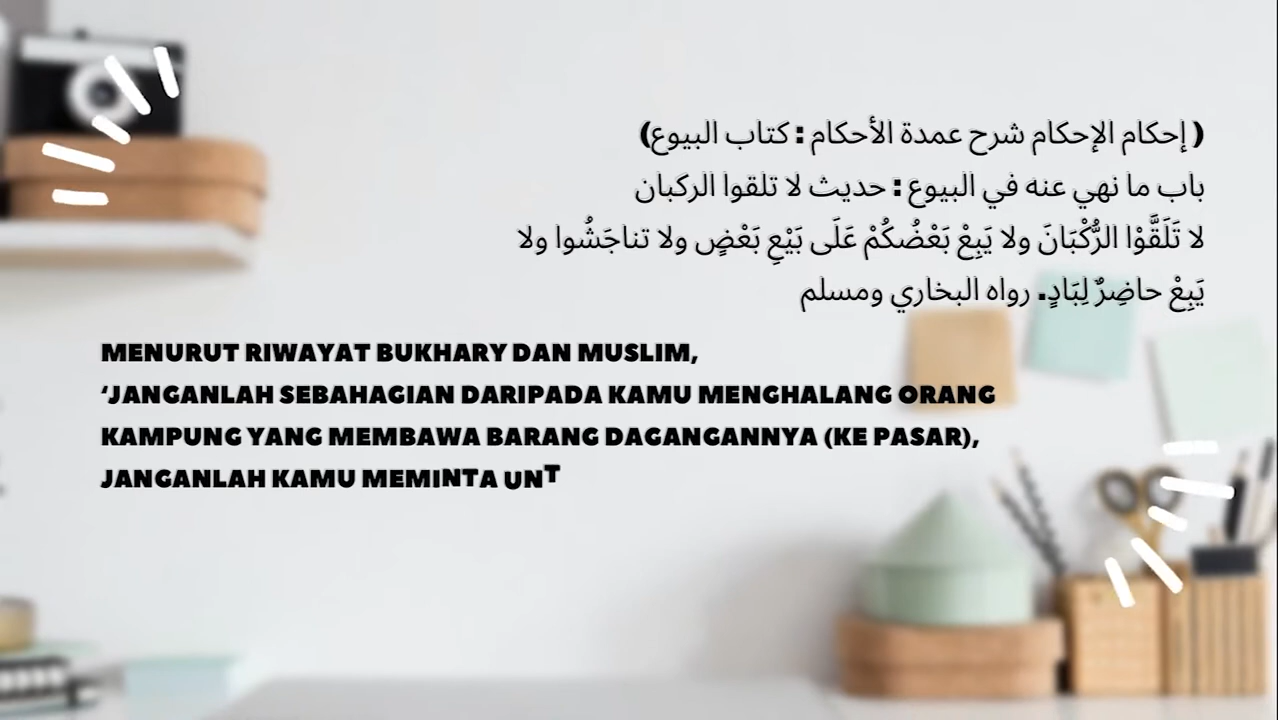 ( إحكام الإحكام شرح عمدة الأحكام : كتاب البيوع)
باب ما نهي عنه في البيوع : حديث لا تلقوا الركبان
لا تَلَقَّوْا الرُّكْبَانَ ولا يَبِعْ بَعْضُكُمْ عَلَى بَيْعِ بَعْضٍ ولا تناجَشُوا ولا
يَبِعْ حاضِرٌ لِبَادٍ. رواه البخاري ومسلم
MENURUT RIWAYAT BUKHARY DAN MUSLIM,
‘JANGANLAH SEBAHAGIAN DARIPADA KAMU MENGHALANG ORANG
KAMPUNG YANG MEMBAWA BARANG DAGANGANNYA (KE PASAR),
JANGANLAH KAMU MEMINTA UNT